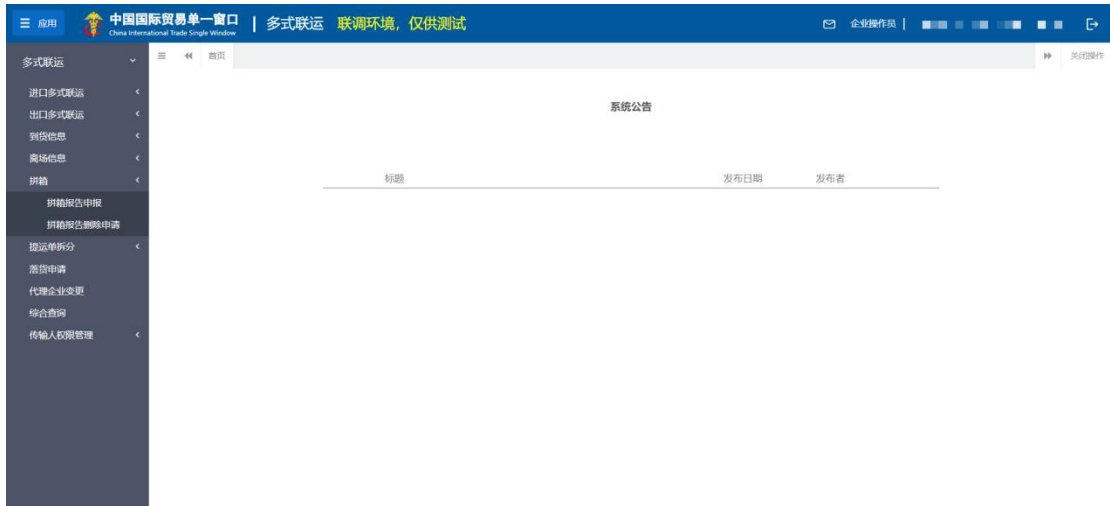 应用
中国国际贸易单一窗口
China International Trade Single Window
多式联运 联调环境，仅供测试
企业操作员
多式联运
首页
关闭操作
进口多式联运
出口多式联运
到货信息
离场信息
拼箱
拼箱报告申报
拼箱报告删除申请
提运单拆分
落货申请
代理企业变更
综合查询
传输人权限管理
系统公告
标题 发布日期 发布者